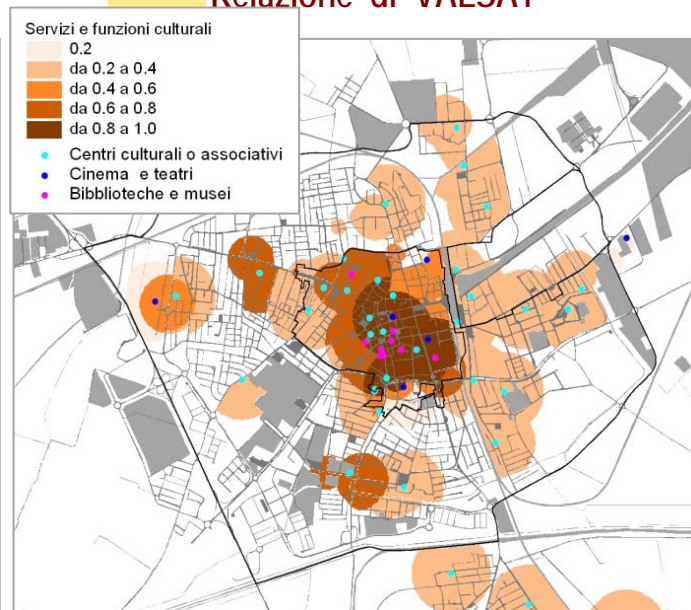 Relazione di VALSAT
Servizi e funzioni culturali
0.2
da 0.2 a 0.4
da 0.4 a 0.6
da 0.6 a 0.8
da 0.8 a 1.0
Centri culturali o associativi
Cinema e teatri
Bibblioteche e musei